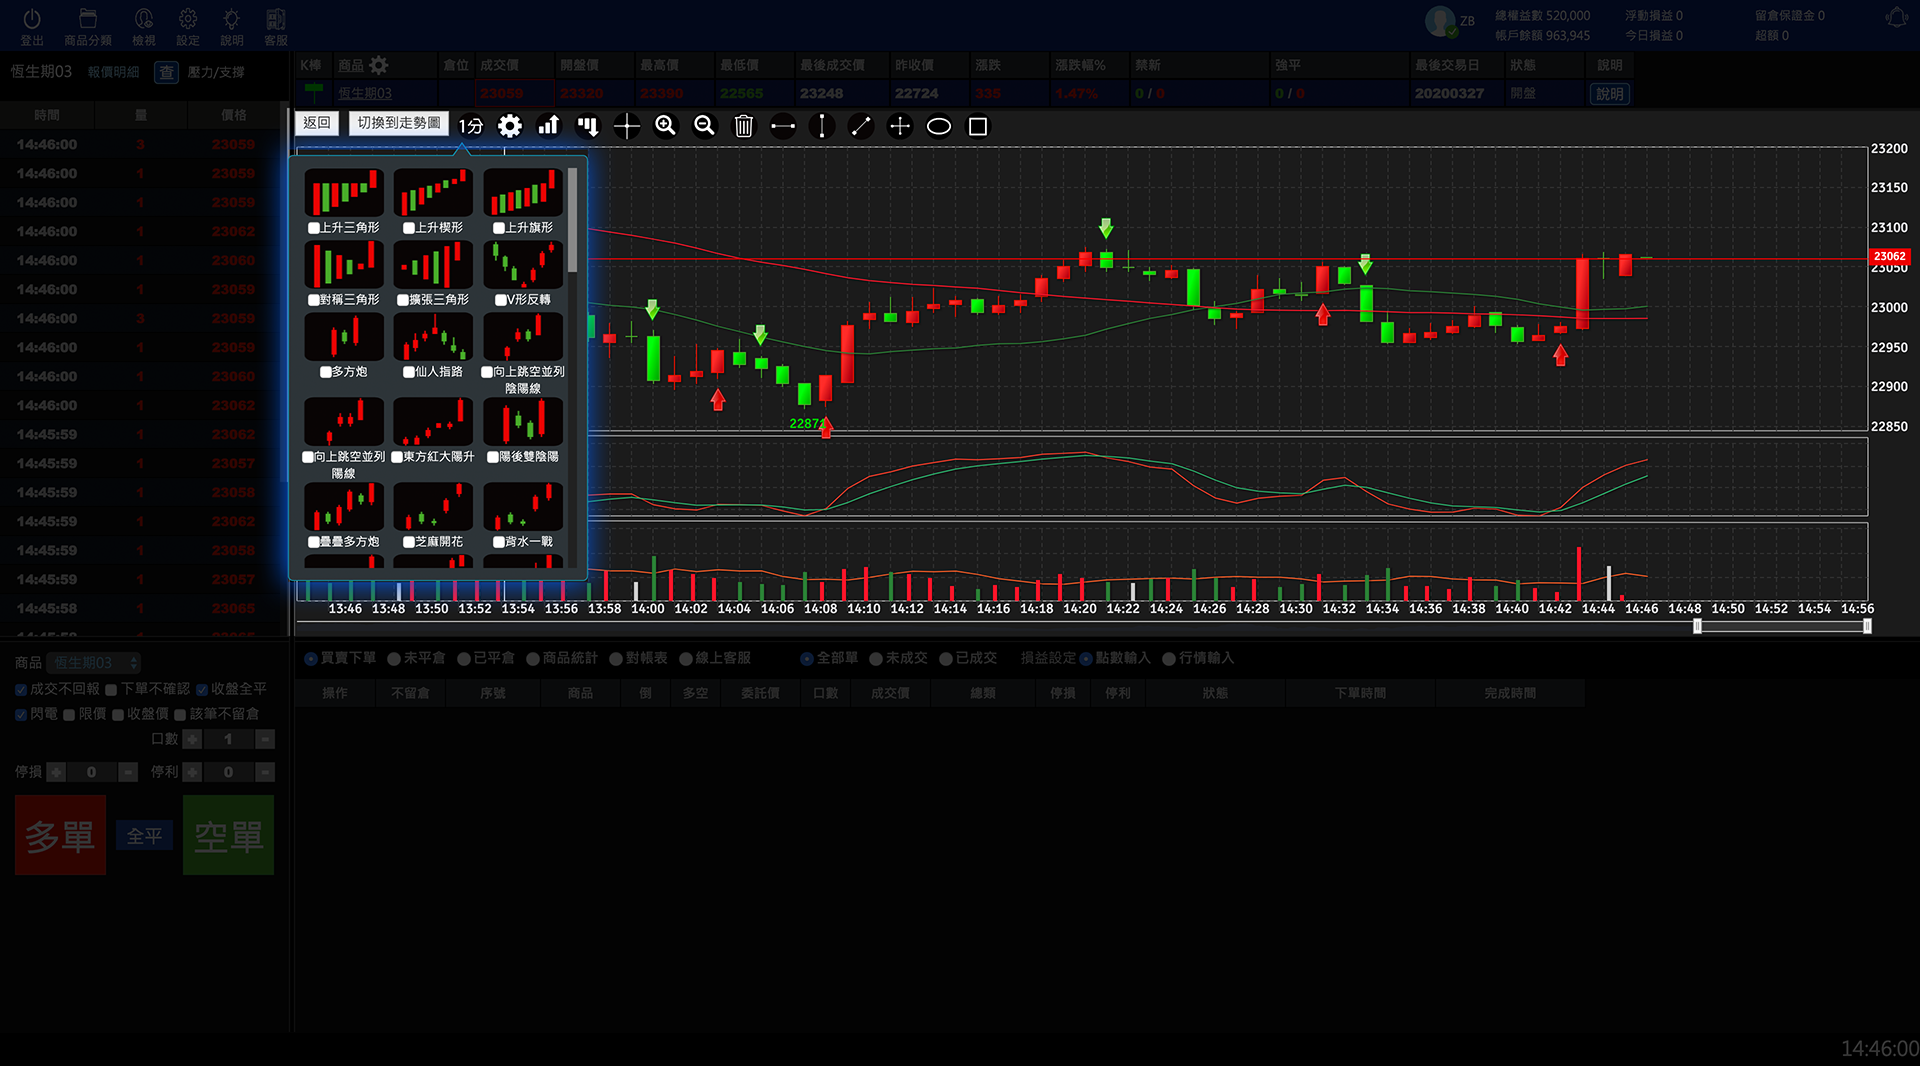 登出 商品分類 檢視 設定 說明 客服
ZB 總權益數 520,000 浮動損益 0 留倉保證金 0
帳戶餘額 963,945 今日損益 0 超額 0
恆生期03 報價明細 查 壓力/支撐
時間 量 價格
14:46:00 3 23059
14:46:00 1 23059
14:46:00 1 23059
14:46:00 1 23062
14:46:00 1 23060
14:46:00 1 23059
14:46:00 3 23059
14:46:00 1 23059
14:46:00 1 23060
14:46:00 1 23062
14:45:59 1 23062
14:45:59 1 23057
14:45:59 1 23058
14:45:59 1 23062
14:45:59 1 23058
14:45:59 1 23057
14:45:58 1 23065
K棒 商品 倉位 成交價 開盤價 最高價 最低價 最後成交價 昨收價 漲跌 漲跌幅% 禁新 強平 最後交易日 狀態 說明
恆生期03 23059 23320 23390 22565 23248 22724 335 1.47% 0 / 0 0 / 0 20200327 開盤 說明
返回 切換到走勢圖 1分
上升三角形 上升楔形 上升旗形
對稱三角形 擴張三角形 V形反轉
多方炮 仙人指路 向上跳空並列
陰陽線
向上跳空並列 東方紅大陽升 陽後雙陰陽
陽線
疊疊多方炮 芝麻開花 背水一戰
23200
23150
23100
23062
23050
23000
22950
22900
22850
13:46 13:48 13:50 13:52 13:54 13:56 13:58 14:00 14:02 14:04 14:06 14:08 14:10 14:12 14:14 14:16 14:18 14:20 14:22 14:24 14:26 14:28 14:30 14:32 14:34 14:36 14:38 14:40 14:42 14:44 14:46 14:48 14:50 14:52 14:54 14:56
商品 恆生期03
成交不回報 下單不確認 收盤全平
閃電 限價 收盤價 該筆不留倉
口數 + 1 -
停損 + 0 - 停利 + 0 -
多單 全平 空單
買賣下單 未平倉 已平倉 商品統計 對帳表 線上客服 全部單 未成交 已成交 損益設定 點數輸入 行情輸入
操作 不留倉 序號 商品 倒 多空 委託價 口數 成交價 總類 停損 停利 狀態 下單時間 完成時間
14:46:00